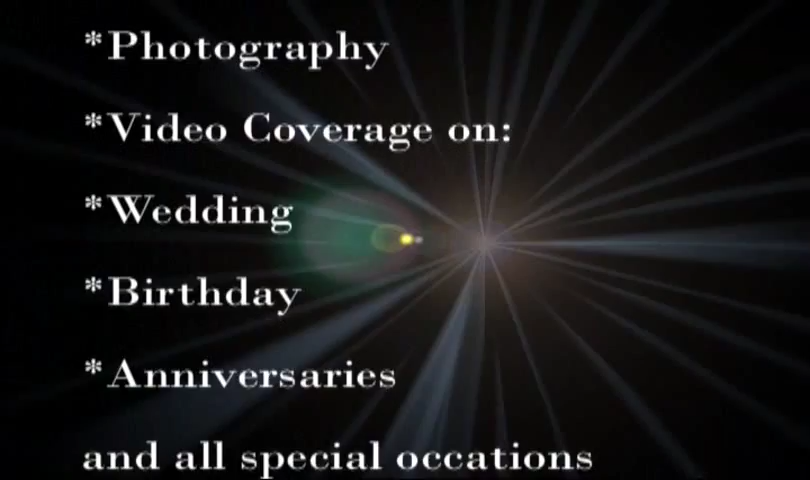 *Photography
*Video Coverage on:
*Wedding
*Birthday
*Anniversaries
and all special occations